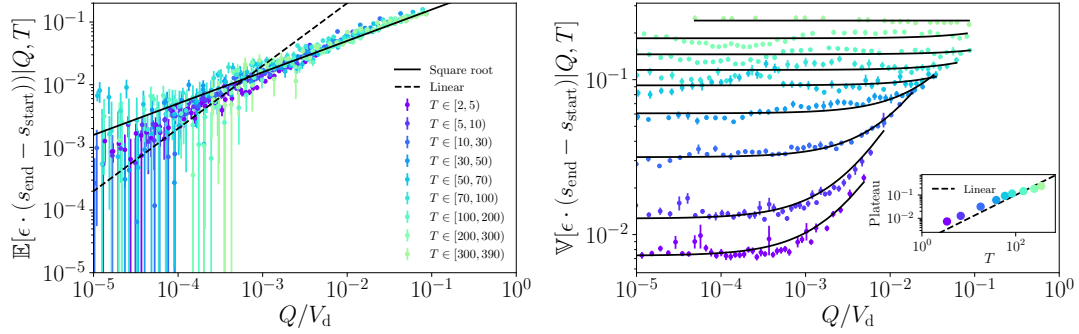 𝔼[ϵ · (s_end − s_start))|Q, T]
10^-1
10^-2
10^-3
10^-4
10^-5
10^-5
10^-4
10^-3
10^-2
10^-1
10^0
Q/V_d
Square root
Linear
T ∈ [2, 5)
T ∈ [5, 10)
T ∈ [10, 30)
T ∈ [30, 50)
T ∈ [50, 70)
T ∈ [70, 100)
T ∈ [100, 200)
T ∈ [200, 300)
T ∈ [300, 390)
𝕍[ϵ · (s_end − s_start)|Q, T]
10^-1
10^-2
10^-5
10^-4
10^-3
10^-2
10^-1
10^0
Q/V_d
Plateau
10^-1
10^-2
Linear
10^0
10^2
T